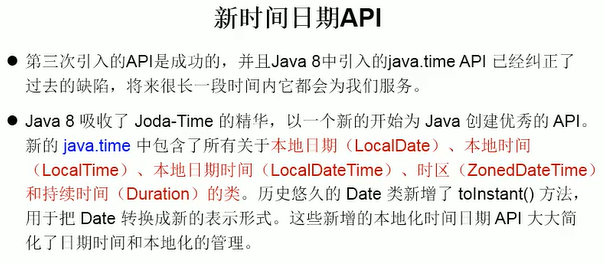 新时间日期API
● 第三次引入的API是成功的，并且Java 8中引入的java.time API 已经纠正了
过去的缺陷，将来很长一段时间内它都会为我们服务。
● Java 8 吸收了 Joda-Time 的精华，以一个新的开始为 Java 创建优秀的 API。
新的 java.time 中包含了所有关于本地日期（LocalDate）、本地时间
（LocalTime）、本地日期时间（LocalDateTime）、时区（ZonedDateTime）
和持续时间（Duration）的类。历史悠久的 Date 类新增了 toInstant() 方法，
用于把 Date 转换成新的表示形式。这些新增的本地化时间日期 API 大大简
化了日期时间和本地化的管理。